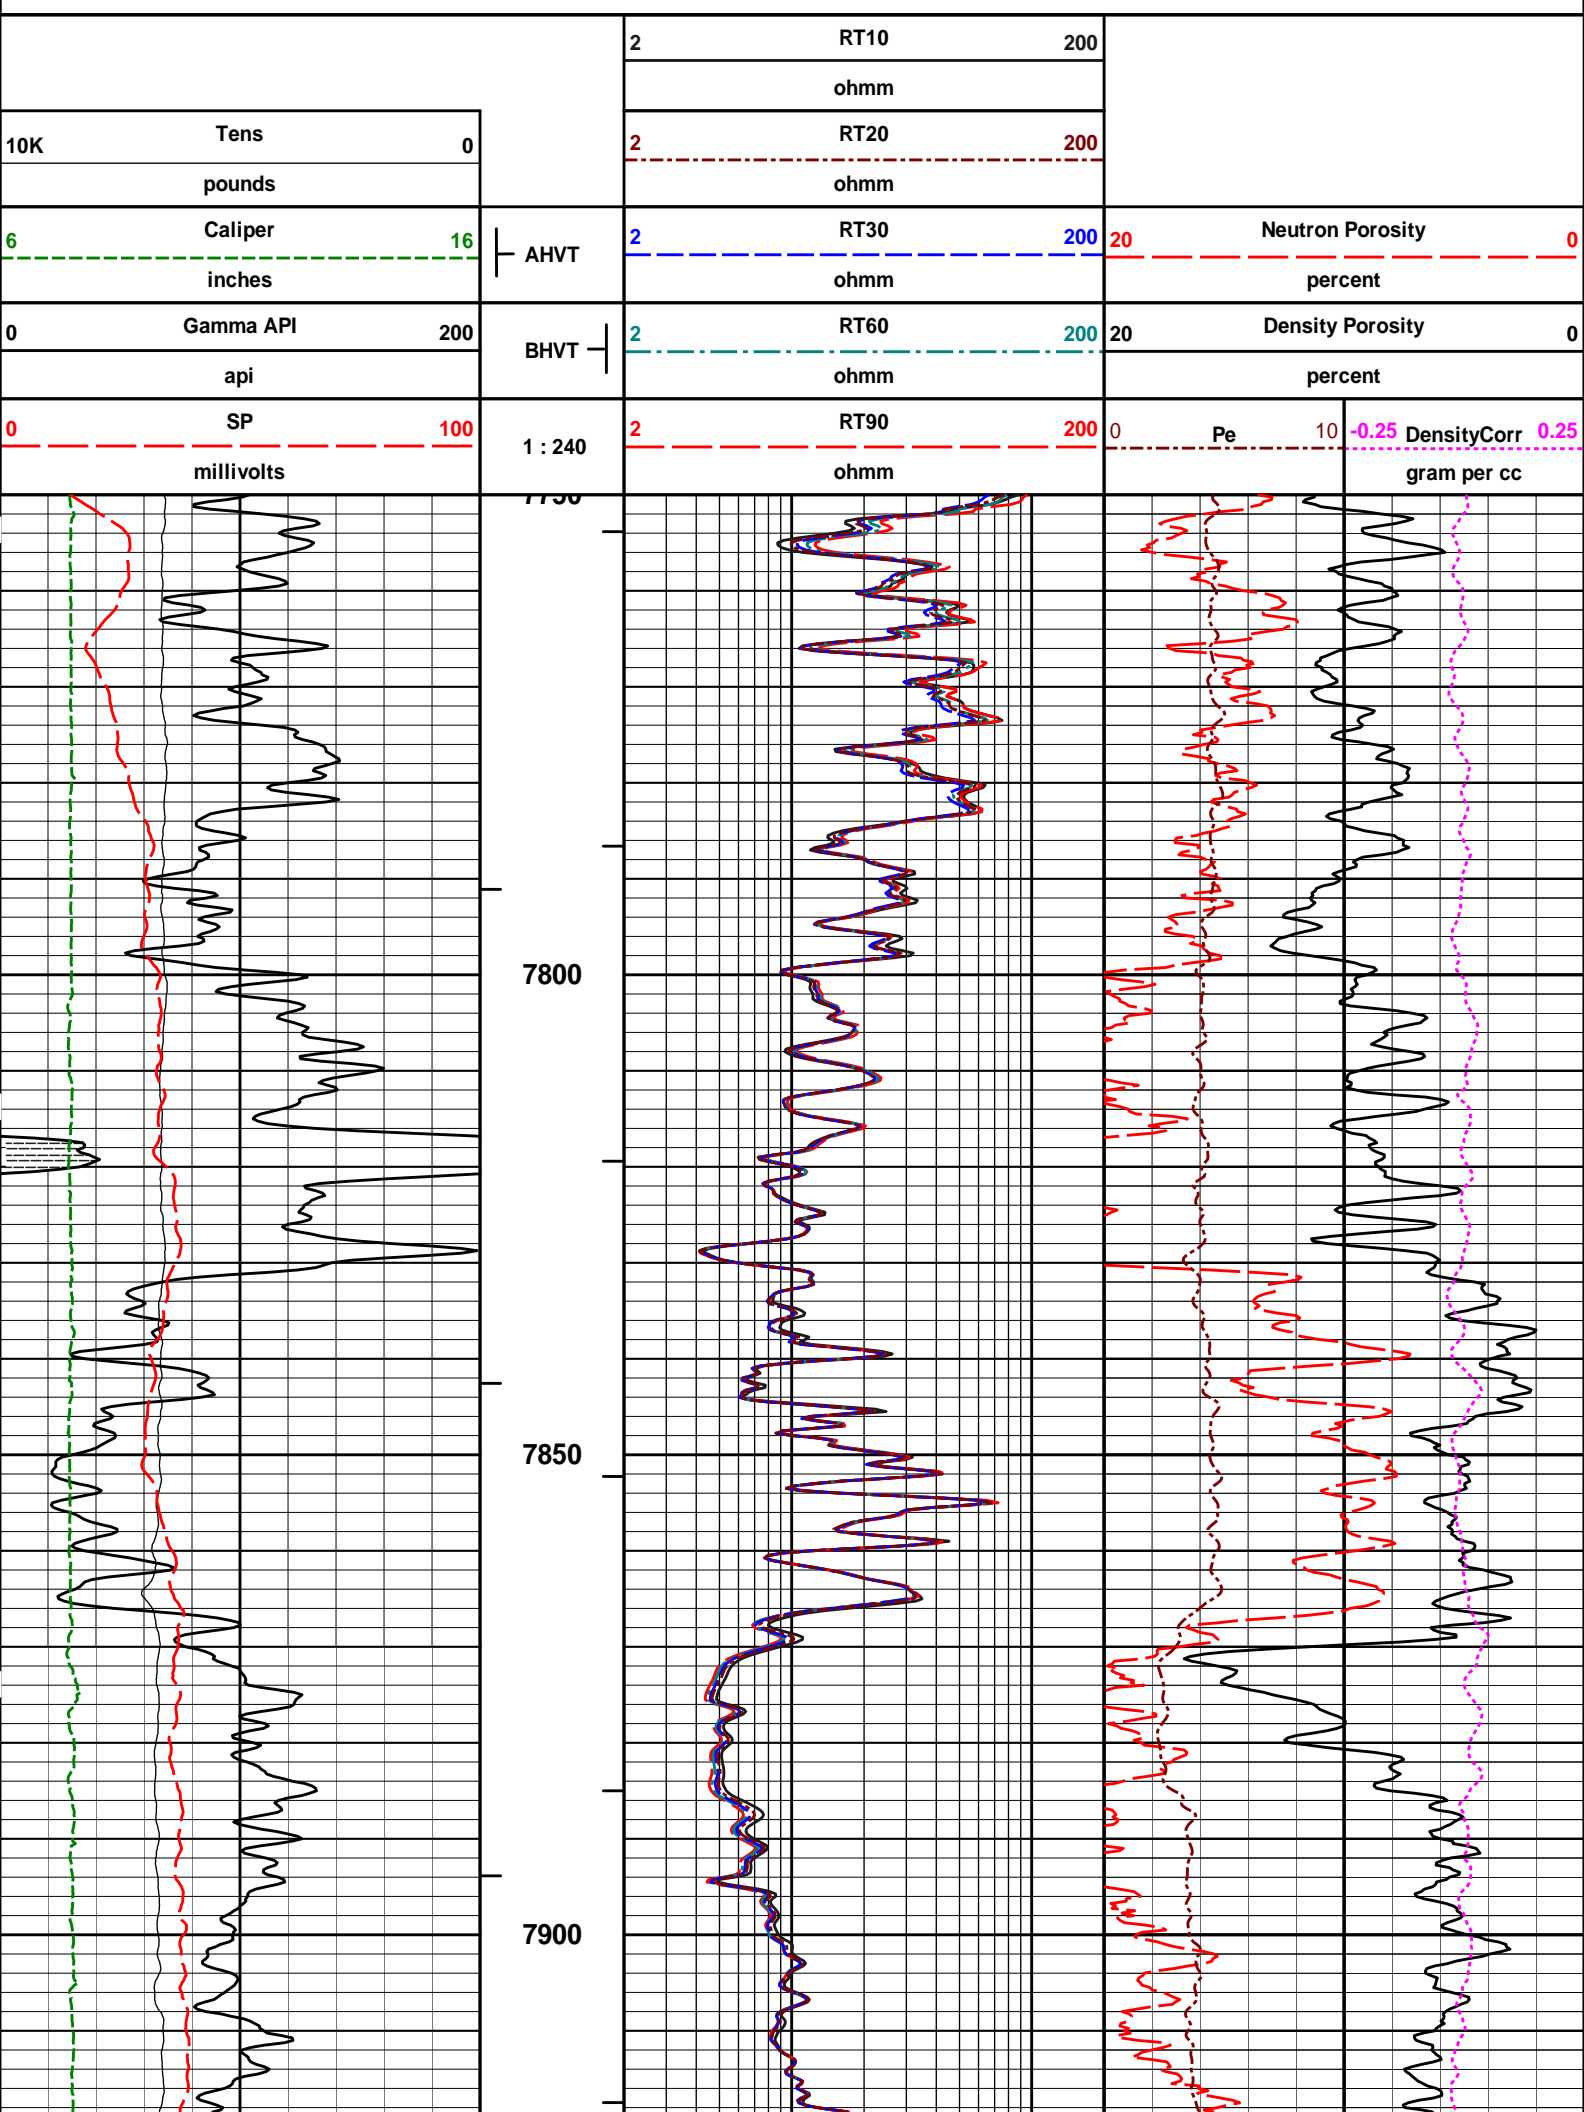 2 RT10 200
ohmm
10K Tens 0
pounds
2 RT20 200
ohmm
6 Caliper 16
inches
AHVT
2 RT30 200
ohmm
20 Neutron Porosity 0
percent
0 Gamma API 200
api
BHVT
2 RT60 200
ohmm
20 Density Porosity 0
percent
0 SP 100
millivolts
1 : 240
2 RT90 200
ohmm
0 Pe 10
-0.25 DensityCorr 0.25
gram per cc
7750
7800
7850
7900